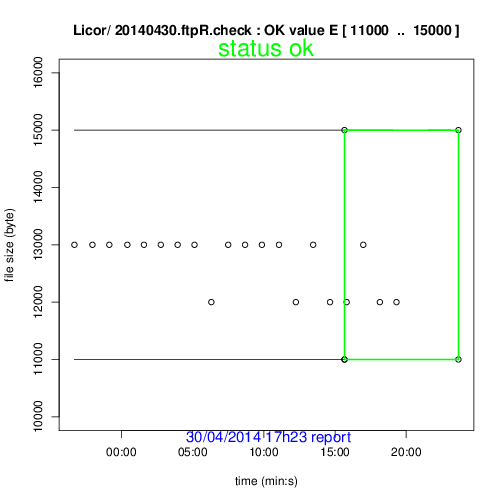 Licor/ 20140430.ftpR.check : OK value E [ 11000 .. 15000 ]
status ok
16000
15000
14000
13000
12000
11000
10000
file size (byte)
30/04/2014 17h23 report
00:00 05:00 10:00 15:00 20:00
time (min:s)